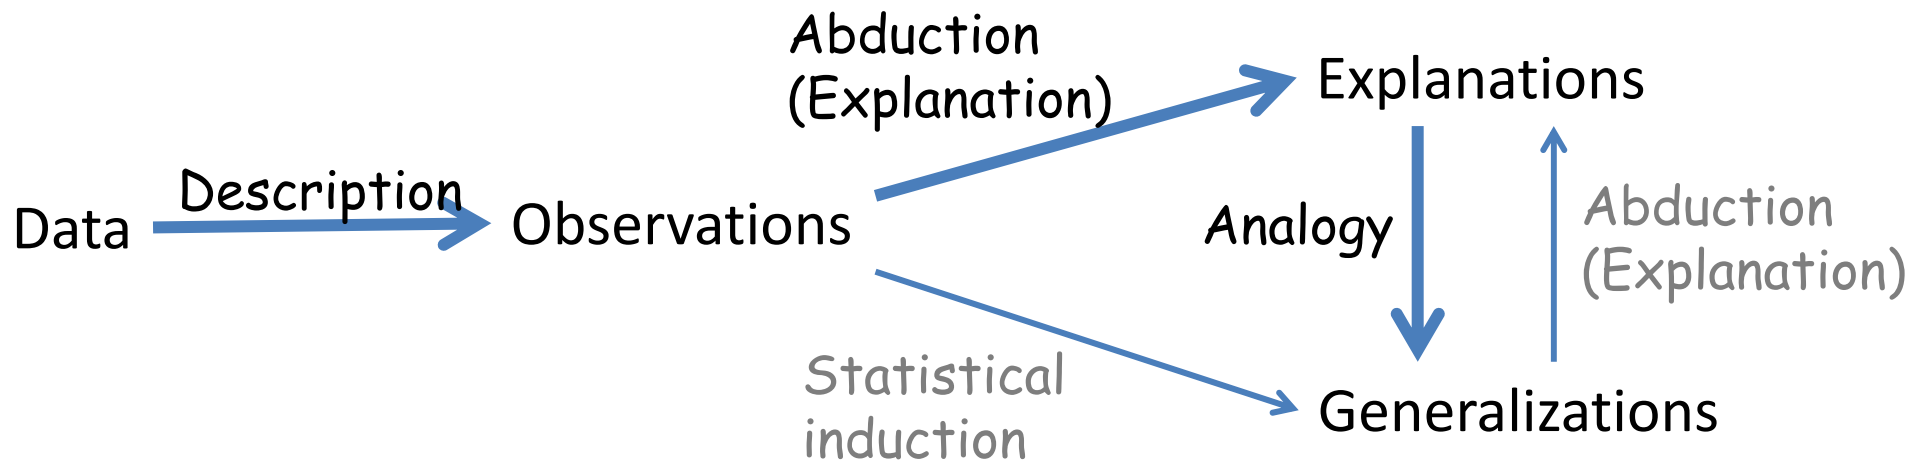 Abduction
(Explanation)
Explanations
Description
Data
Observations
Analogy
Abduction
(Explanation)
Statistical
induction
Generalizations